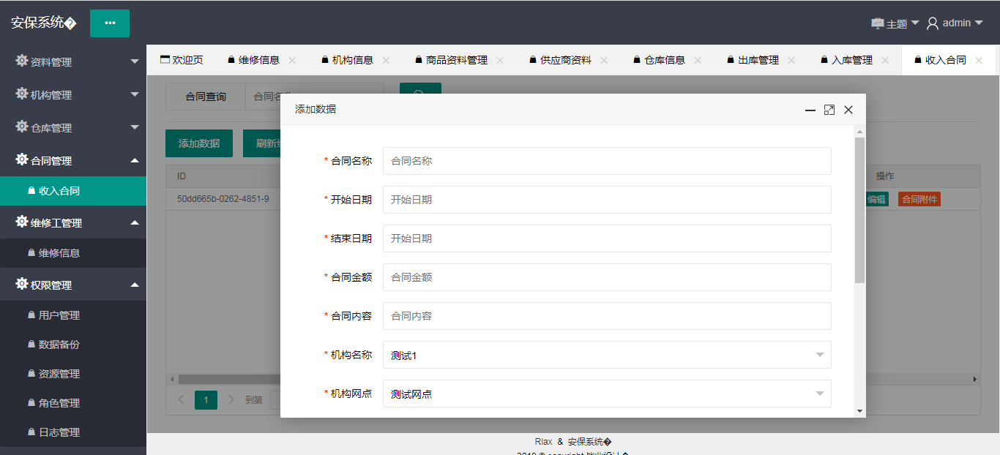 安保系统�
主题
admin
资料管理
机构管理
仓库管理
合同管理
收入合同
维修工管理
维修信息
权限管理
用户管理
数据备份
资源管理
角色管理
日志管理
欢迎页
维修信息
机构信息
商品资料管理
供应商资料
仓库信息
出库管理
入库管理
收入合同
合同查询
合同名
添加数据
刷新
ID
操作
50dd665b-0262-4851-9
编辑
合同附件
1
到第
添加数据
* 合同名称 合同名称
* 开始日期 开始日期
* 结束日期 开始日期
* 合同金额 合同金额
* 合同内容 合同内容
* 机构名称 测试1
* 机构网点 测试网点
Rlax & 安保系统�